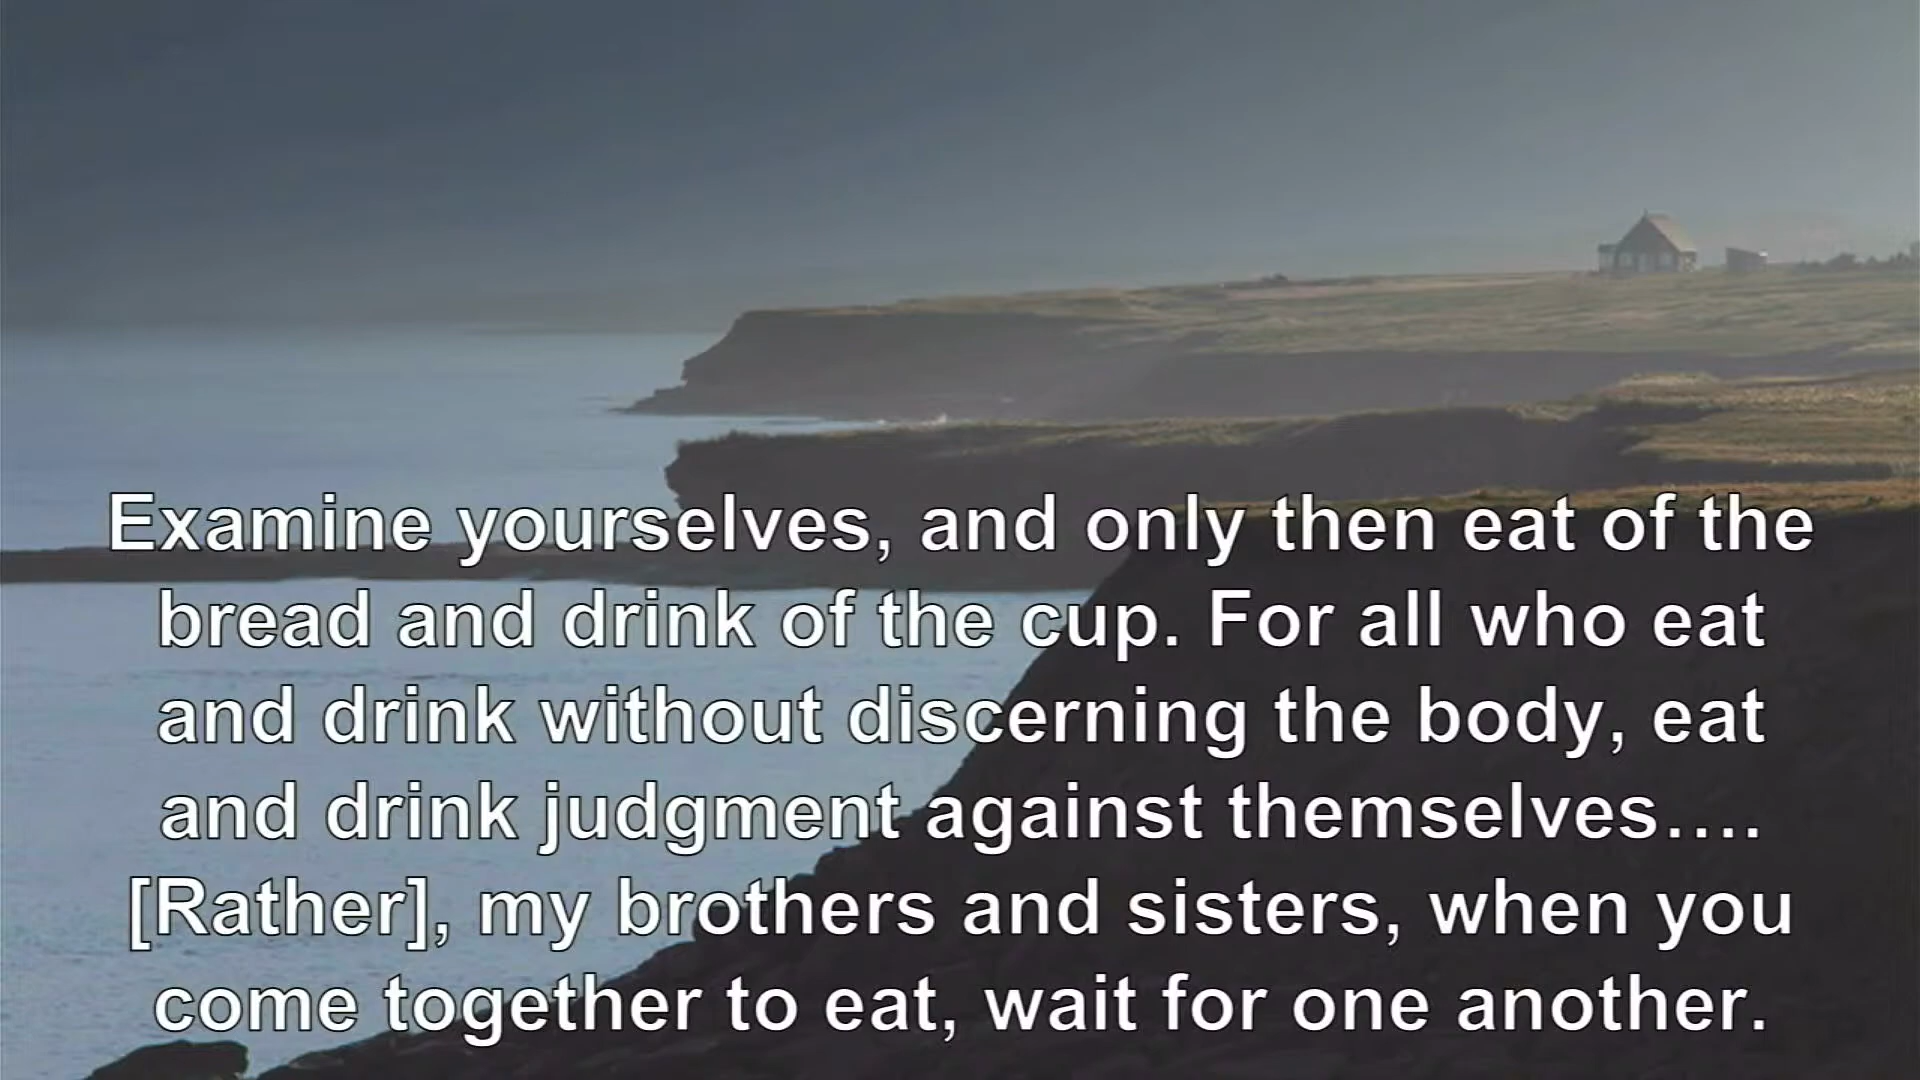 Examine yourselves, and only then eat of the
bread and drink of the cup. For all who eat
and drink without discerning the body, eat
and drink judgment against themselves….
[Rather], my brothers and sisters, when you
come together to eat, wait for one another.